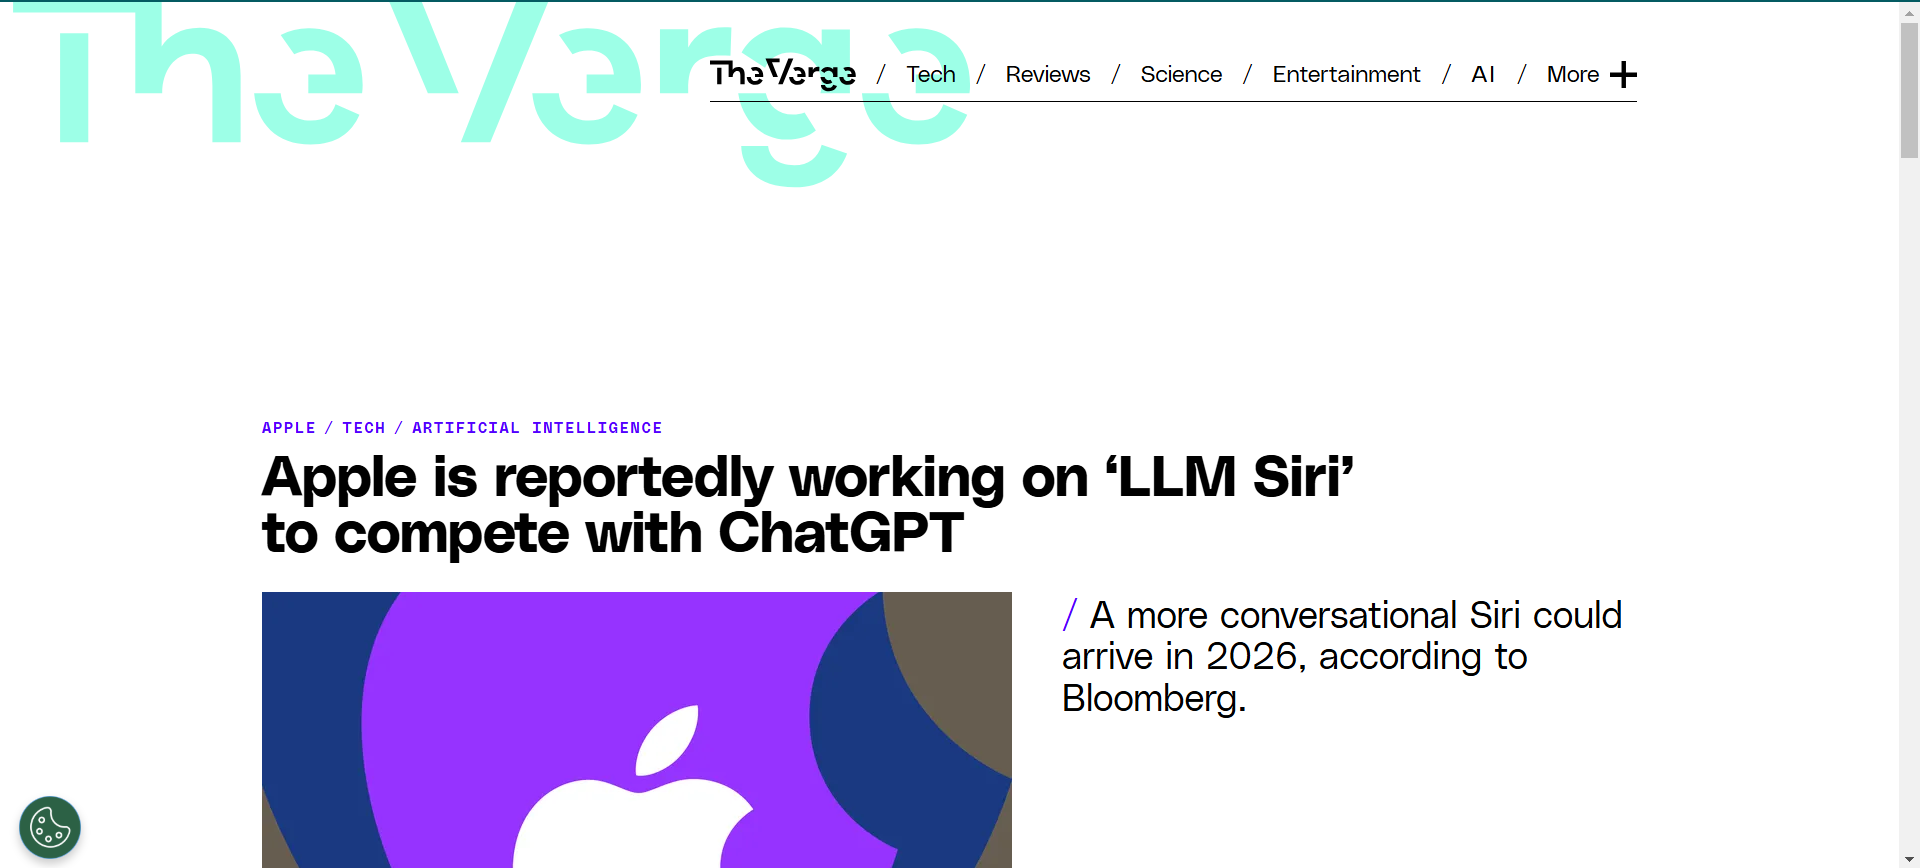 The Verge
The Verge / Tech / Reviews / Science / Entertainment / AI / More
APPLE / TECH / ARTIFICIAL INTELLIGENCE
Apple is reportedly working on ‘LLM Siri’
to compete with ChatGPT
/ A more conversational Siri could
arrive in 2026, according to
Bloomberg.